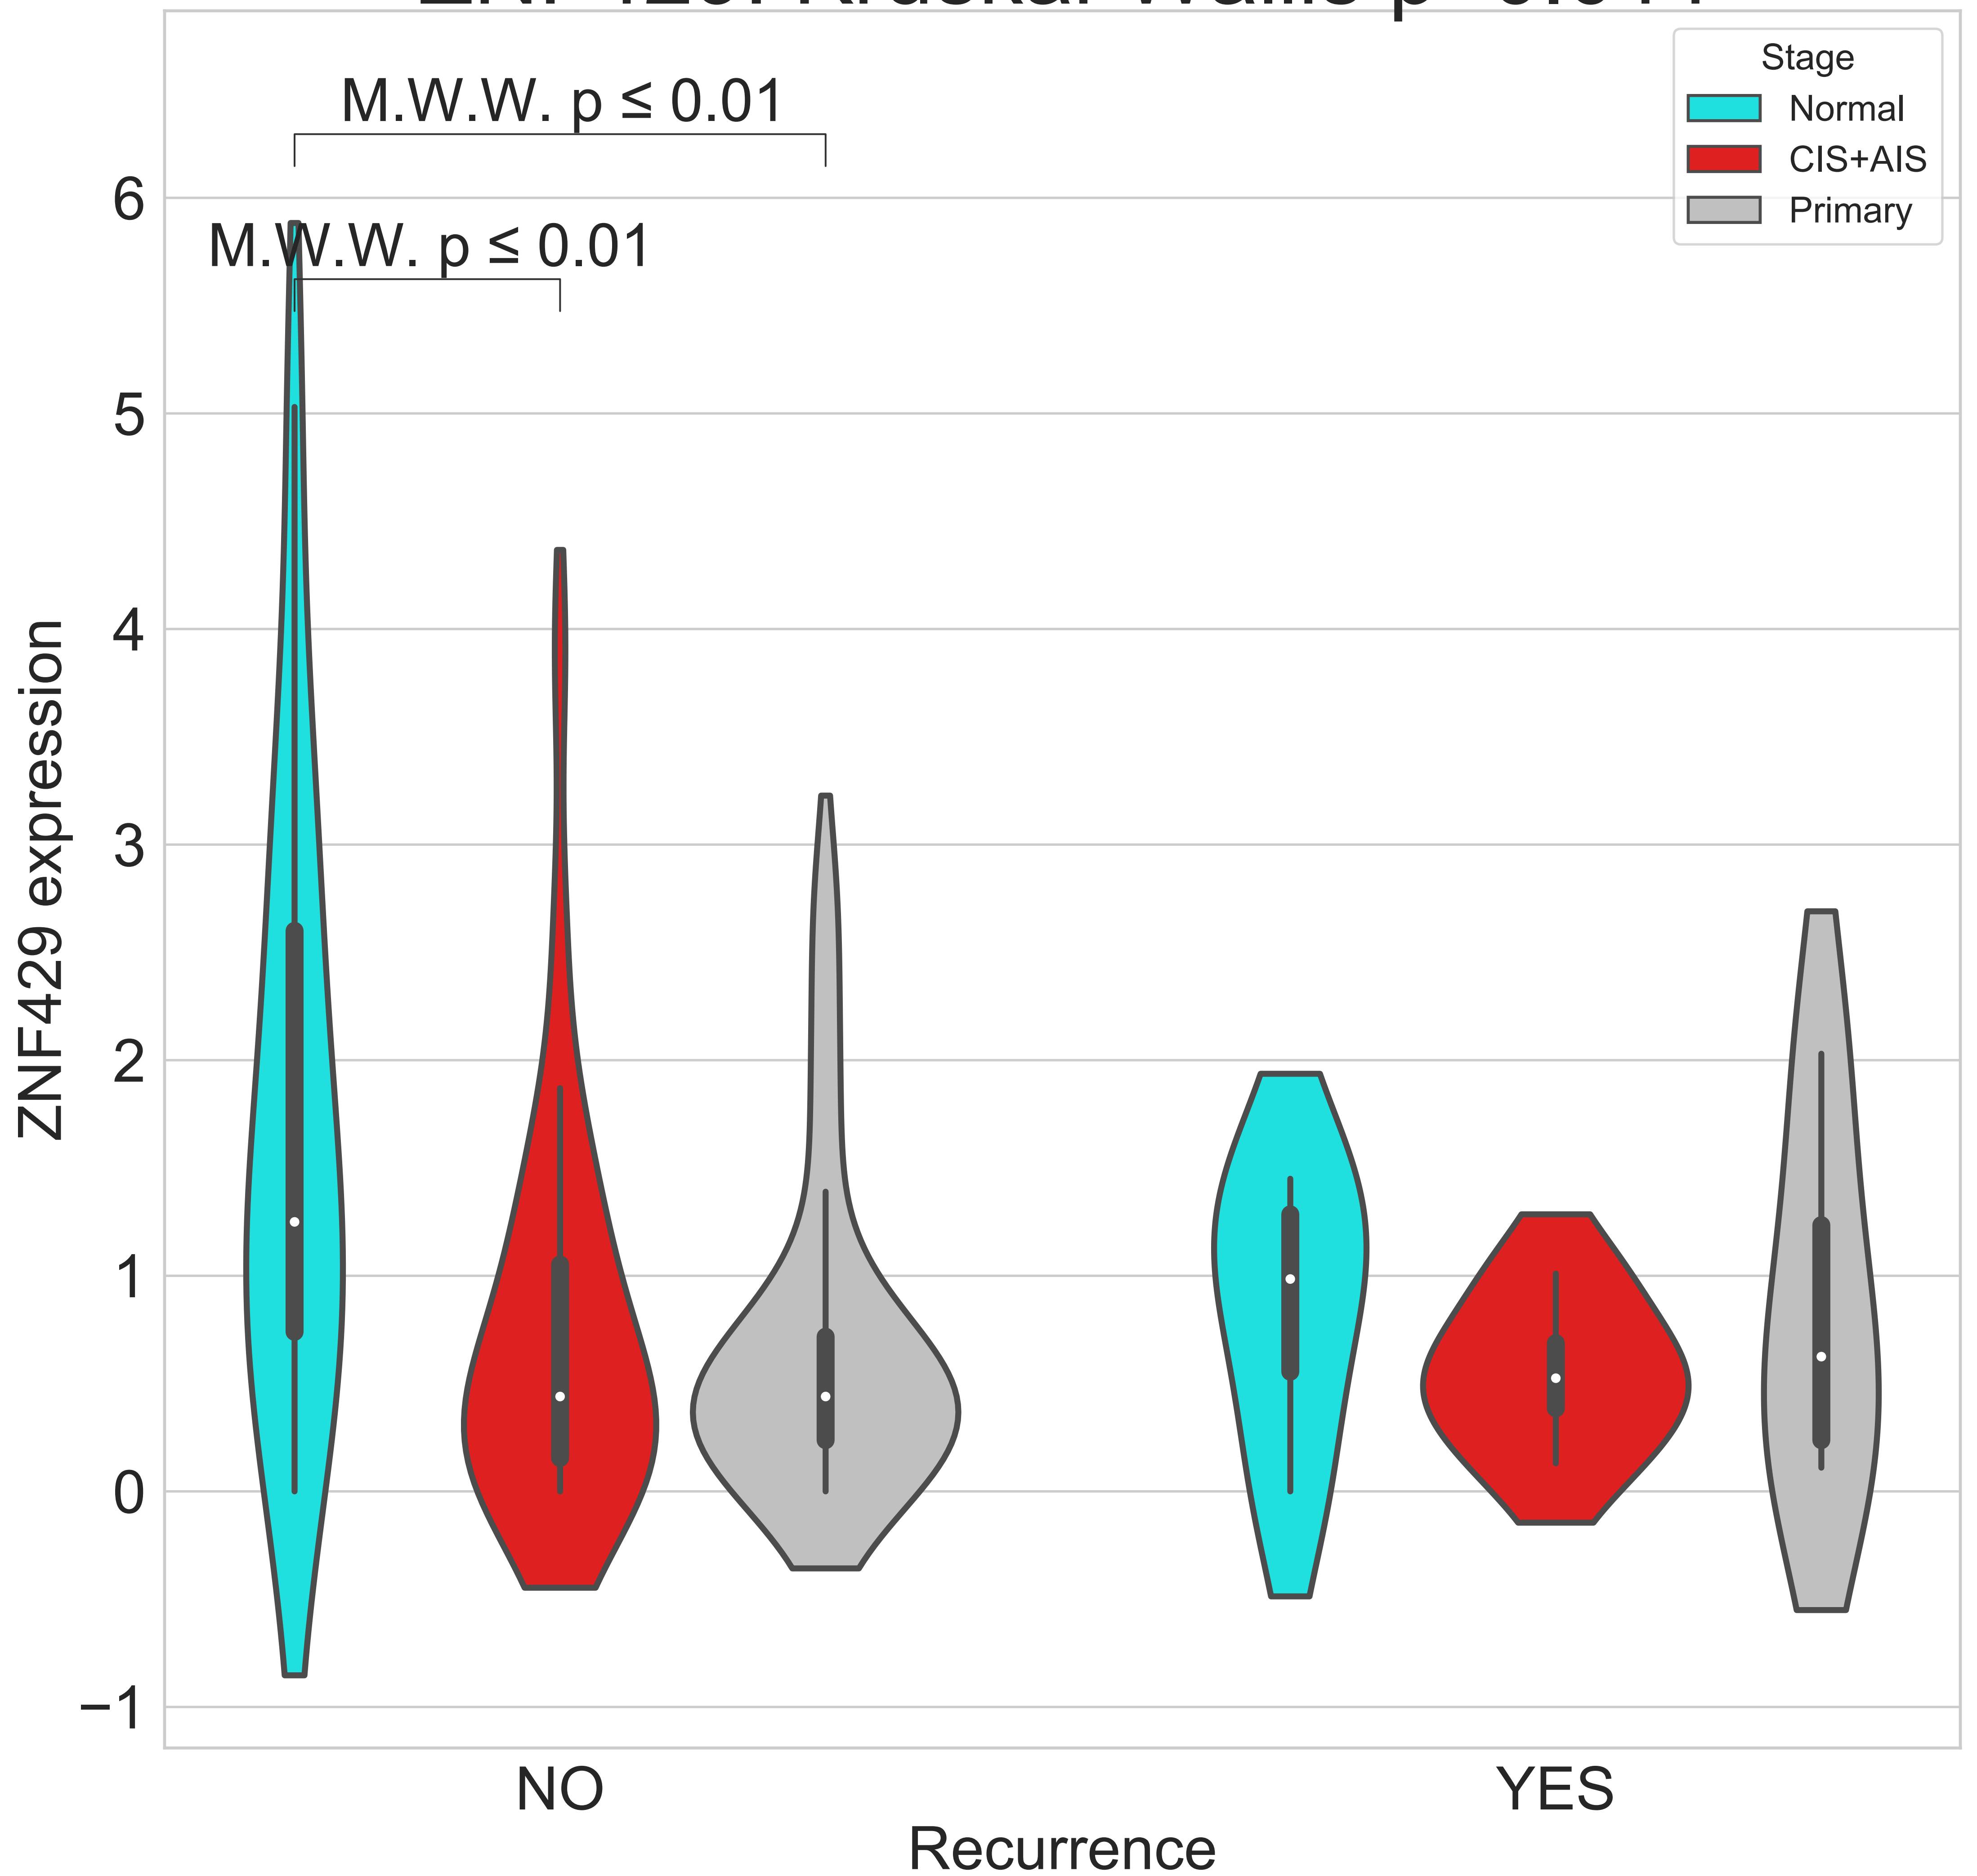 Stage
Normal
CIS+AIS
Primary
M.W.W. p ≤ 0.01
M.W.W. p ≤ 0.01
6
5
4
3
2
1
0
−1
ZNF429 expression
NO
YES
Recurrence